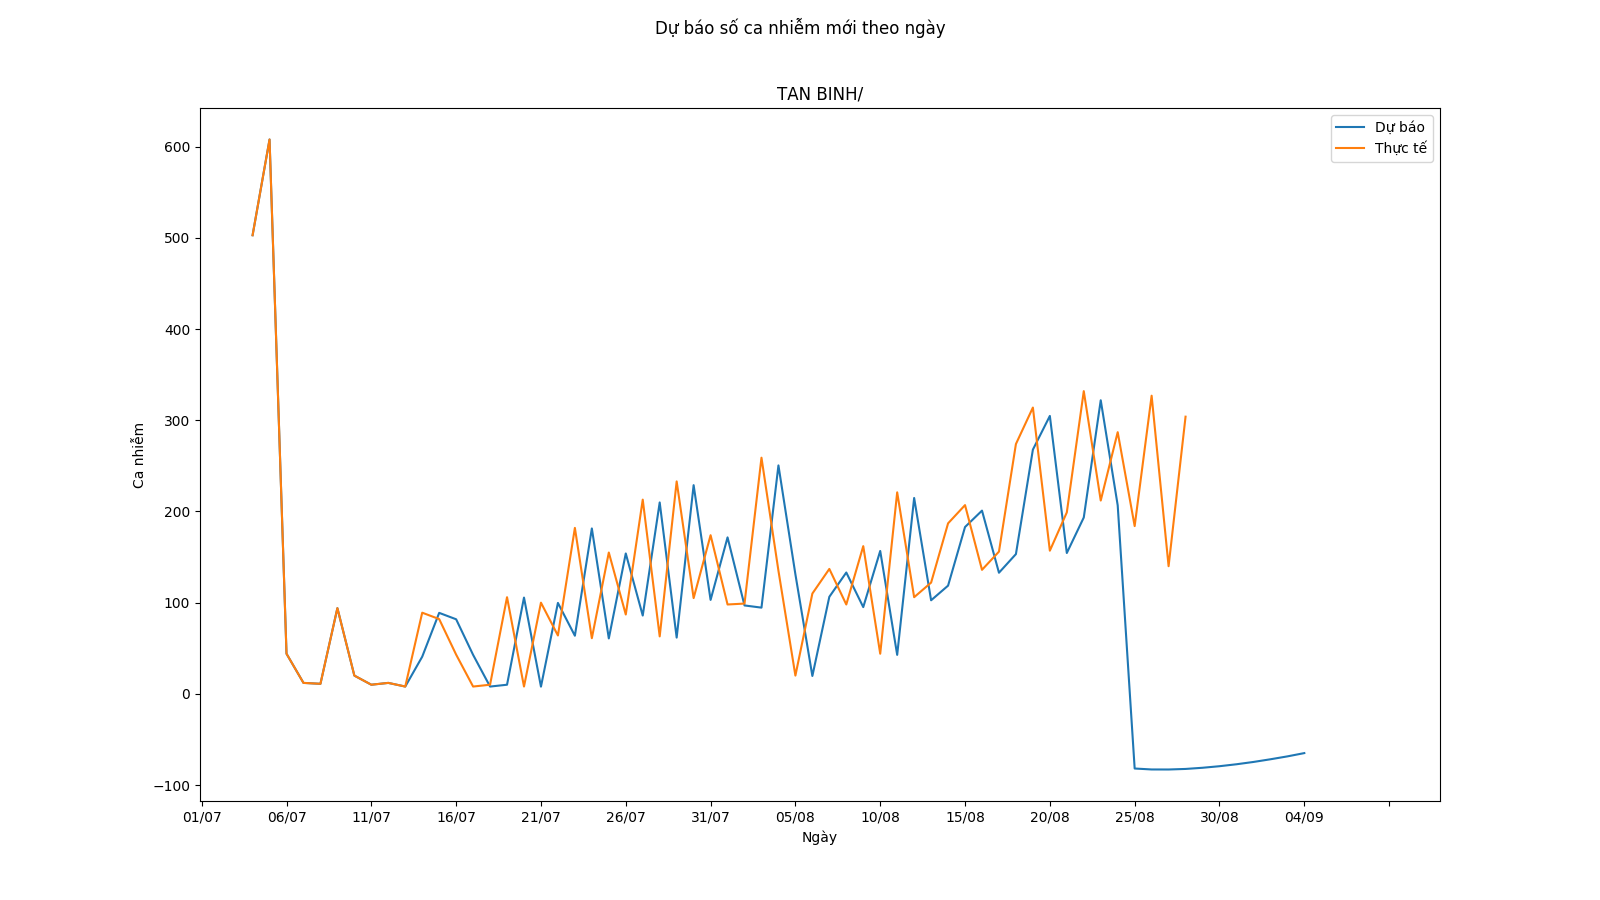 Dự báo số ca nhiễm mới theo ngày
TAN BINH/
Dự báo
Thực tế
Ca nhiễm
600
500
400
300
200
100
0
−100
01/07 06/07 11/07 16/07 21/07 26/07 31/07 05/08 10/08 15/08 20/08 25/08 30/08 04/09
Ngày